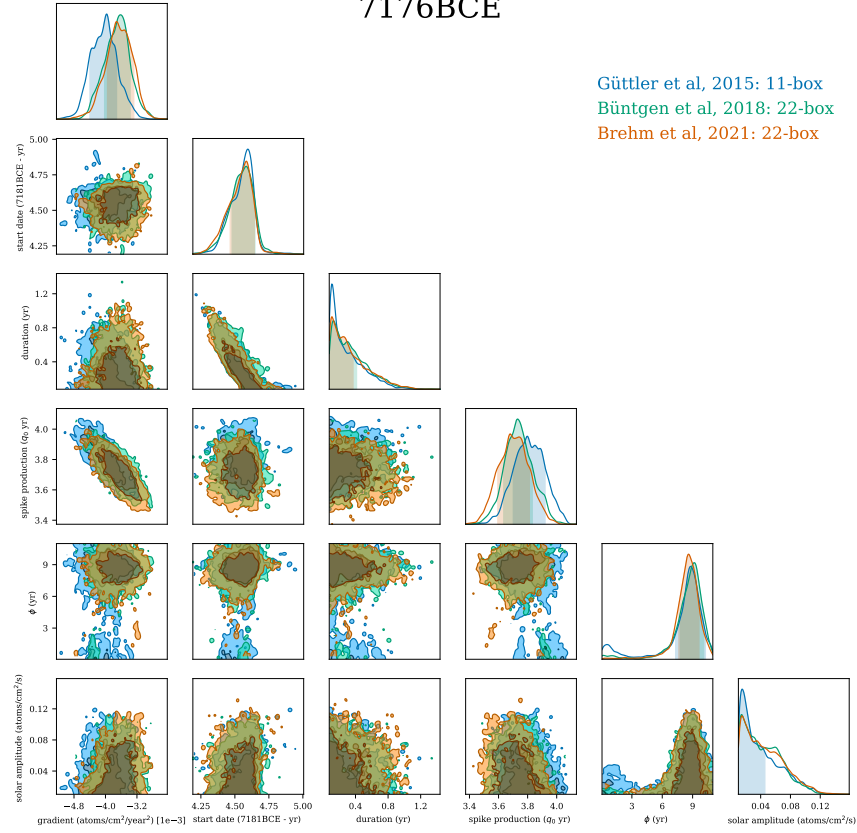 7176BCE
Güttler et al, 2015: 11-box
Büntgen et al, 2018: 22-box
Brehm et al, 2021: 22-box
5.00
4.75
4.50
4.25
start date (7181BCE - yr)
1.2
0.8
0.4
duration (yr)
4.0
3.8
3.6
3.4
spike production (q₀ yr)
9
6
3
ϕ (yr)
0.12
0.08
0.04
solar amplitude (atoms/cm²/s)
−4.8 −4.0 −3.2
gradient (atoms/cm²/year²) [1e−3]
4.25 4.50 4.75 5.00
start date (7181BCE - yr)
0.4 0.8 1.2
duration (yr)
3.4 3.6 3.8 4.0
spike production (q₀ yr)
3 6 9
ϕ (yr)
0.04 0.08 0.12
solar amplitude (atoms/cm²/s)